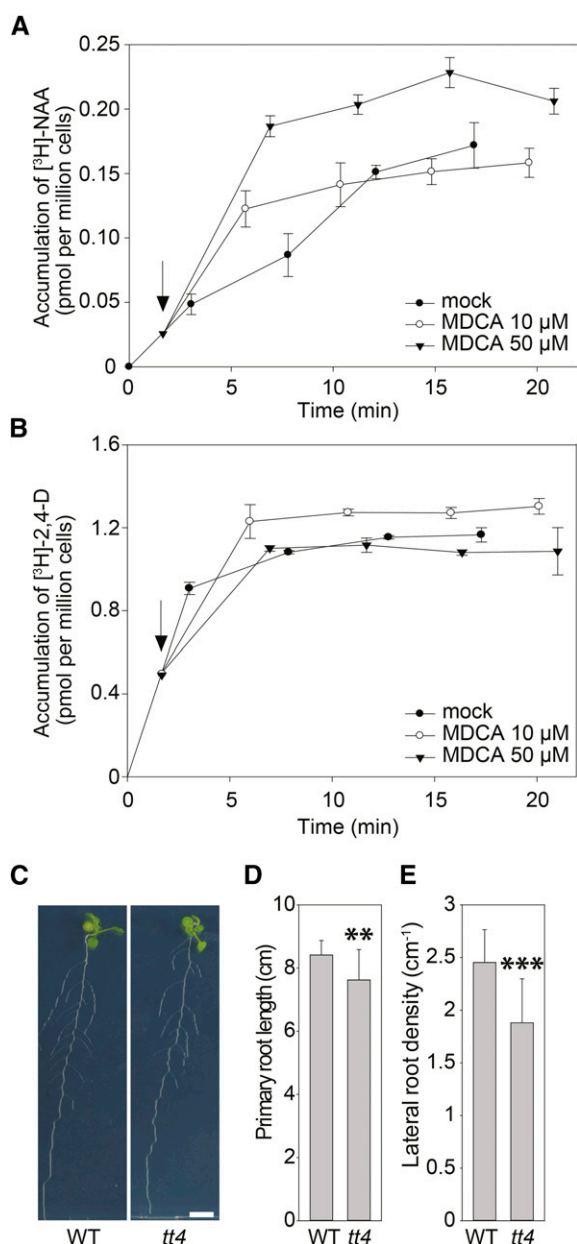 A
Accumulation of [³H]-NAA
(pmol per million cells)
0.25
0.20
0.15
0.10
0.05
0
mock
MDCA 10 µM
MDCA 50 µM
0 5 10 15 20
Time (min)
B
Accumulation of [³H]-2,4-D
(pmol per million cells)
1.6
1.2
0.8
0.4
0
mock
MDCA 10 µM
MDCA 50 µM
0 5 10 15 20
Time (min)
C
WT tt4
D
Primary root length (cm)
10
8
6
4
2
0
**
WT tt4
E
Lateral root density (cm⁻¹)
3
2.5
2
1.5
1
0.5
0
***
WT tt4